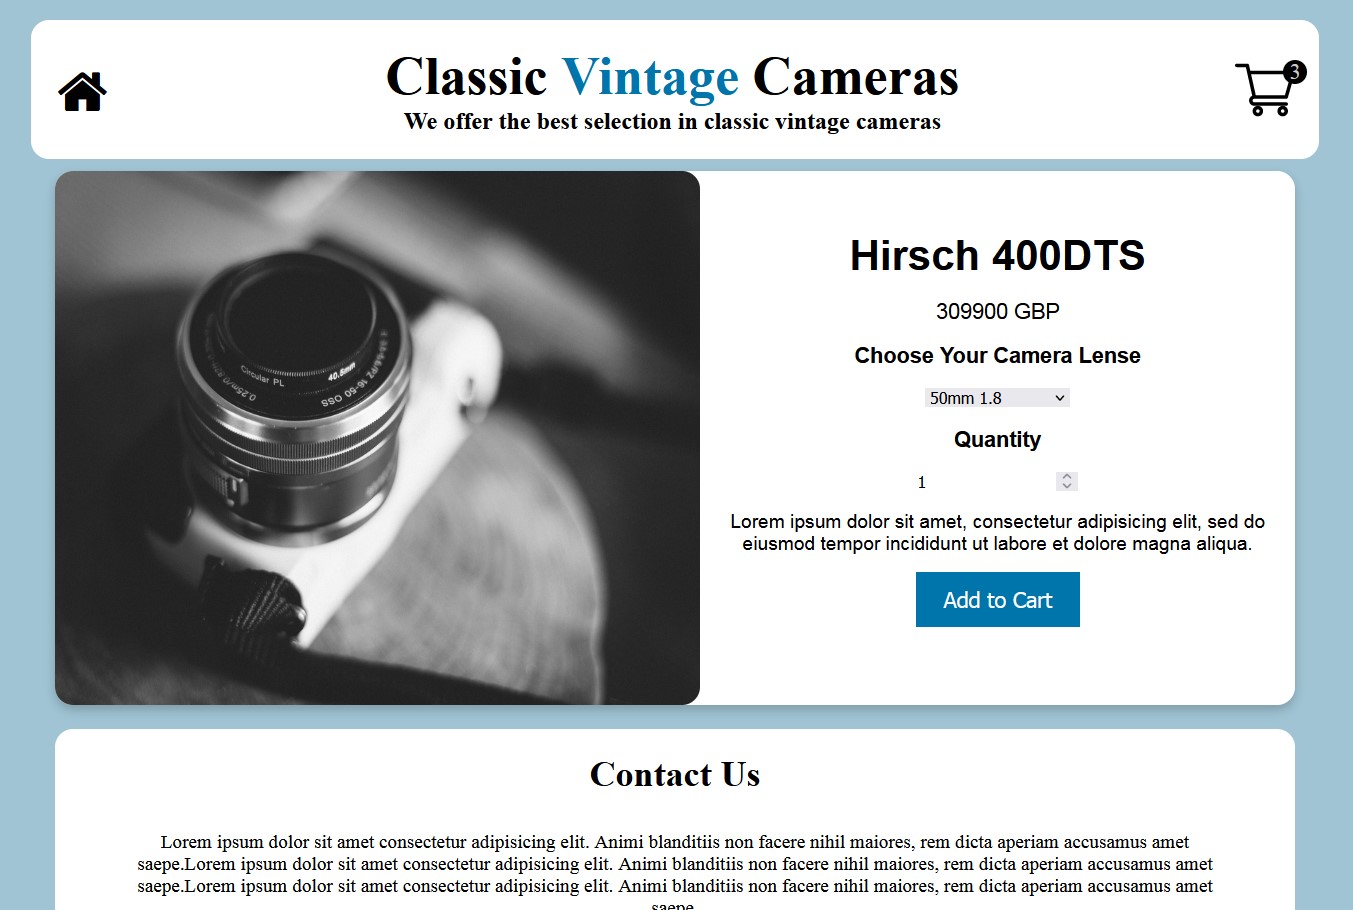 Classic Vintage Cameras
3
We offer the best selection in classic vintage cameras
Hirsch 400DTS
309900 GBP
Choose Your Camera Lense
50mm 1.8
Quantity
1
Lorem ipsum dolor sit amet, consectetur adipisicing elit, sed do
eiusmod tempor incididunt ut labore et dolore magna aliqua.
Add to Cart
Circular PL
40.5mm
16-50 OSS
Contact Us
Lorem ipsum dolor sit amet consectetur adipisicing elit. Animi blanditiis non facere nihil maiores, rem dicta aperiam accusamus amet
saepe.Lorem ipsum dolor sit amet consectetur adipisicing elit. Animi blanditiis non facere nihil maiores, rem dicta aperiam accusamus amet
saepe.Lorem ipsum dolor sit amet consectetur adipisicing elit. Animi blanditiis non facere nihil maiores, rem dicta aperiam accusamus amet
saepe.